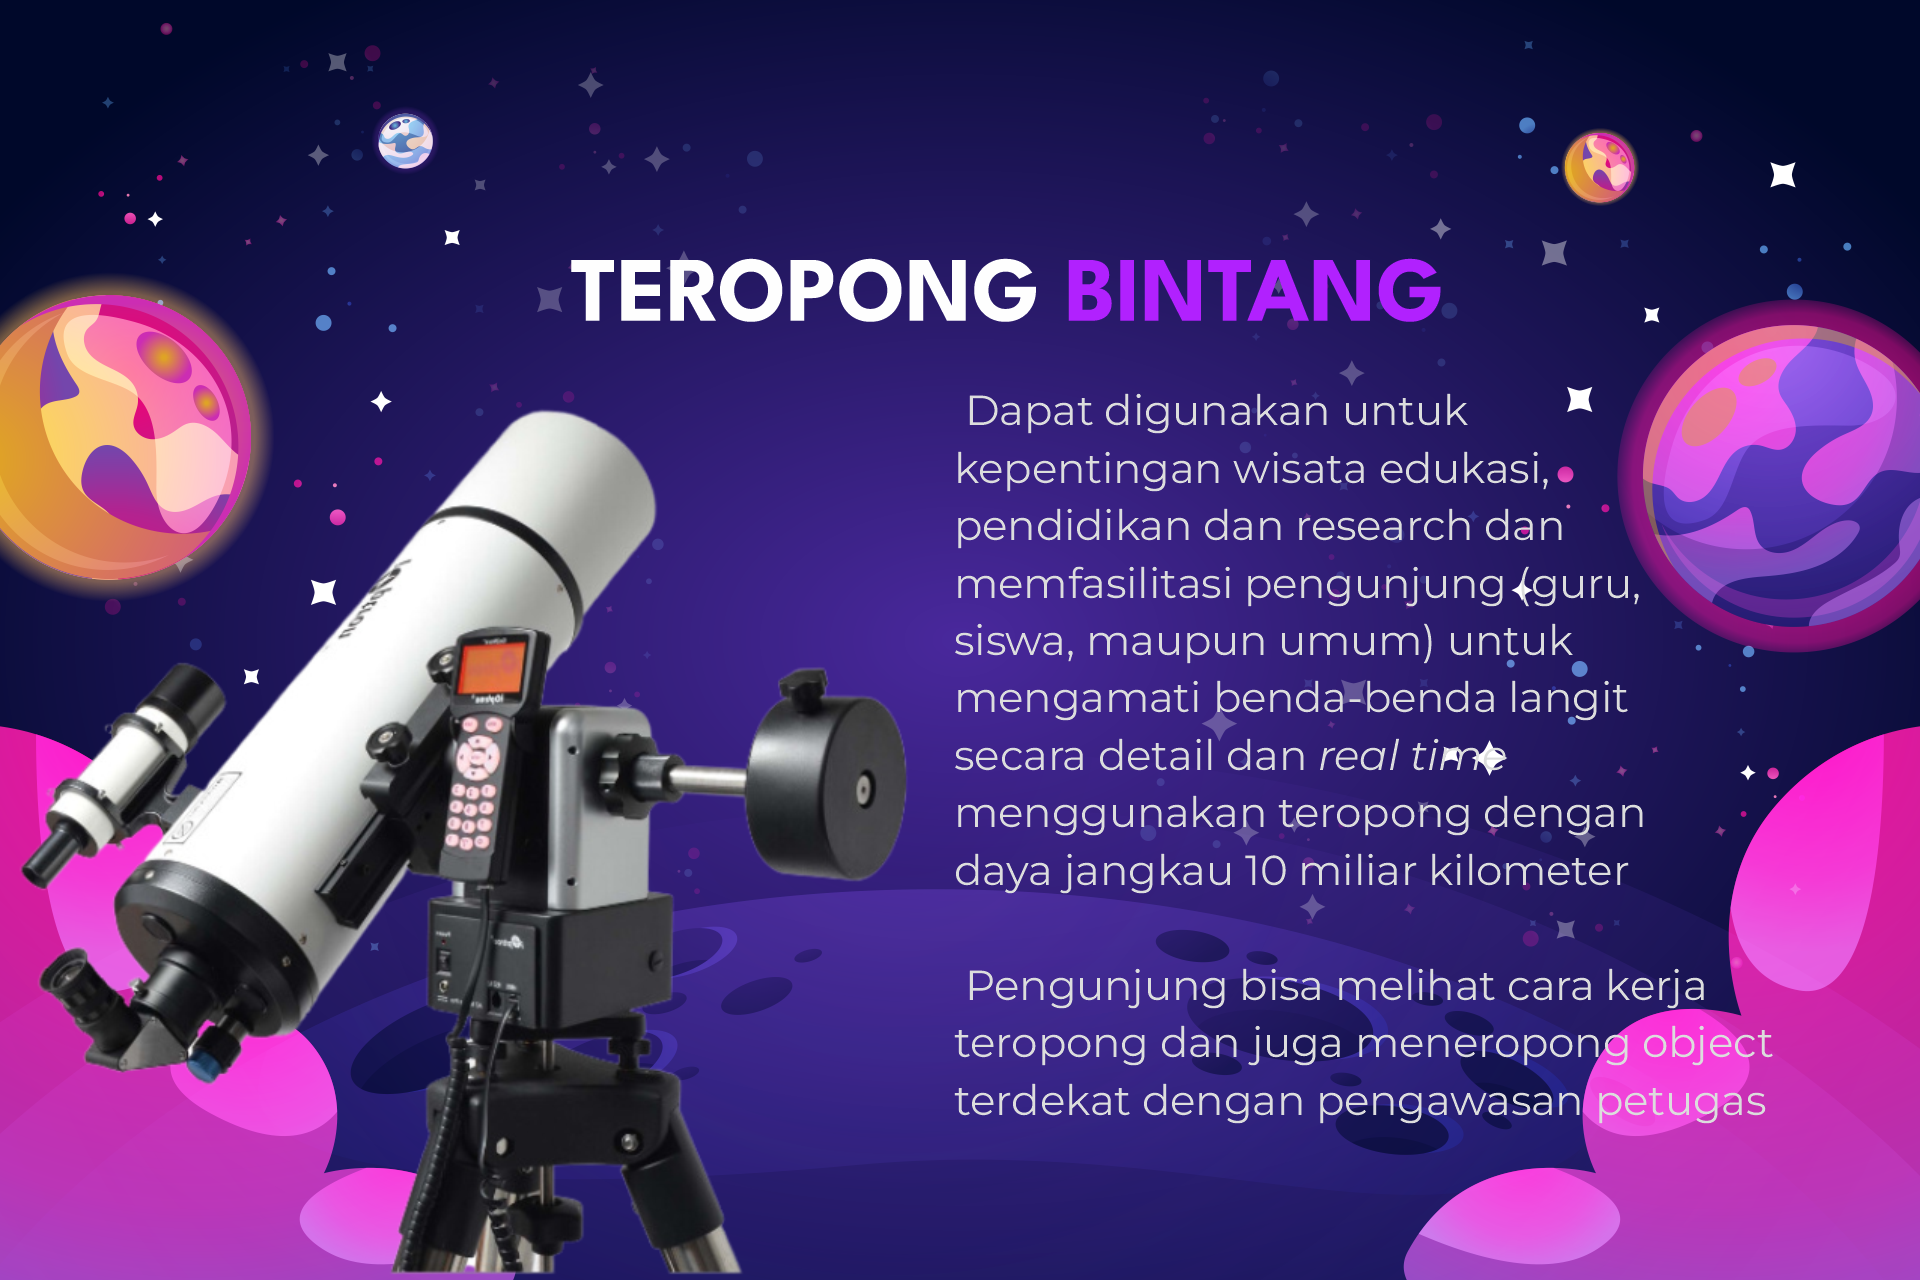 TEROPONG BINTANG
Dapat digunakan untuk
kepentingan wisata edukasi,
pendidikan dan research dan
memfasilitasi pengunjung (guru,
siswa, maupun umum) untuk
mengamati benda-benda langit
secara detail dan real time
menggunakan teropong dengan
daya jangkau 10 miliar kilometer
Pengunjung bisa melihat cara kerja
teropong dan juga meneropong object
terdekat dengan pengawasan petugas